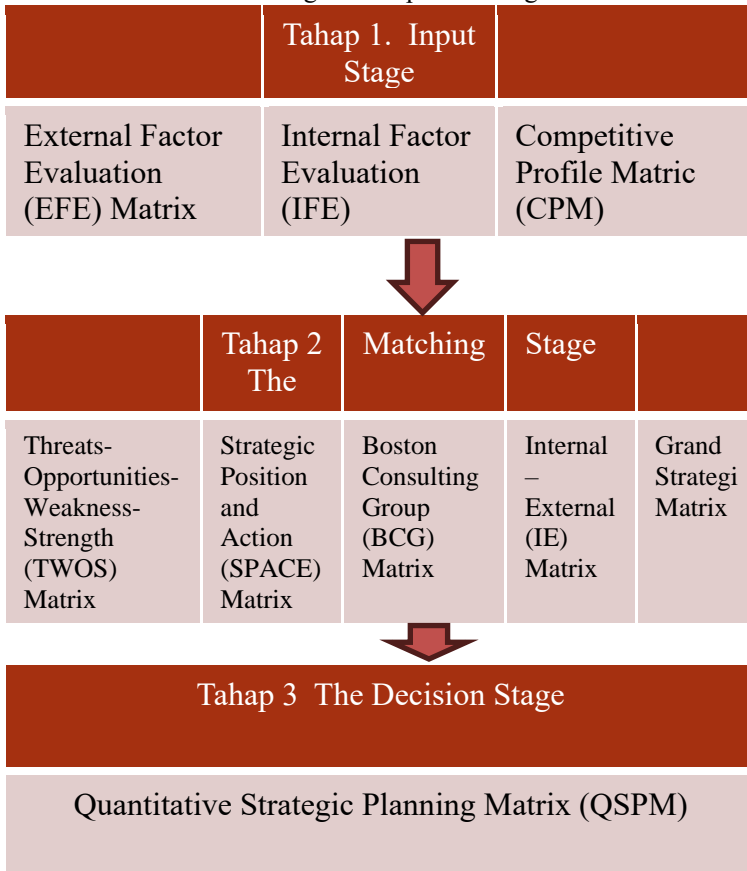 Tahap 1. Input
Stage
External Factor
Evaluation
(EFE) Matrix
Internal Factor
Evaluation
(IFE)
Competitive
Profile Matric
(CPM)
Tahap 2
The
Matching
Stage
Threats-
Opportunities-
Weakness-
Strength
(TWOS)
Matrix
Strategic
Position
and
Action
(SPACE)
Matrix
Boston
Consulting
Group
(BCG)
Matrix
Internal
–
External
(IE)
Matrix
Grand
Strategi
Matrix
Tahap 3 The Decision Stage
Quantitative Strategic Planning Matrix (QSPM)